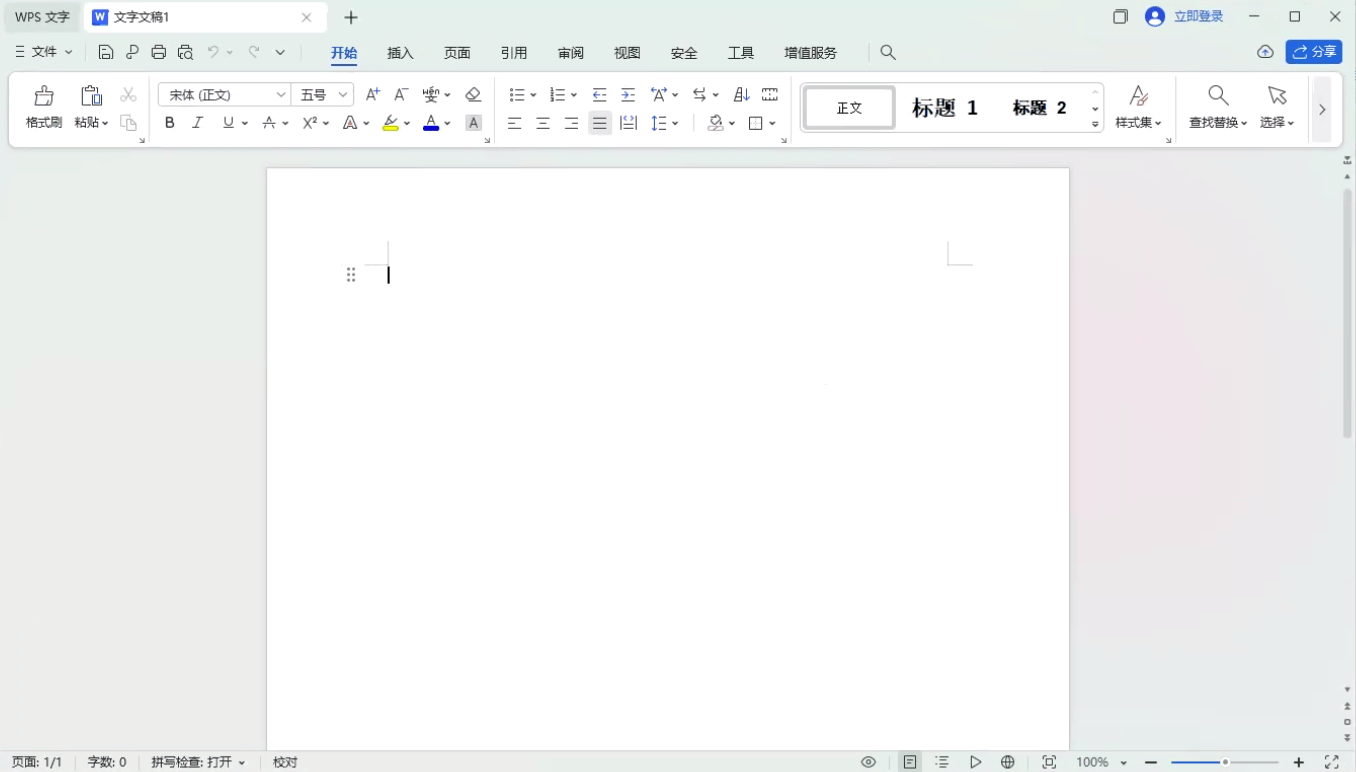 WPS 文字
文字文稿1
立即登录
文件
开始
插入
页面
引用
审阅
视图
安全
工具
增值服务
分享
格式刷
粘贴
宋体 (正文)
五号
正文
标题 1
标题 2
样式集
查找替换
选择
页面: 1/1
字数: 0
拼写检查: 打开
校对
100%